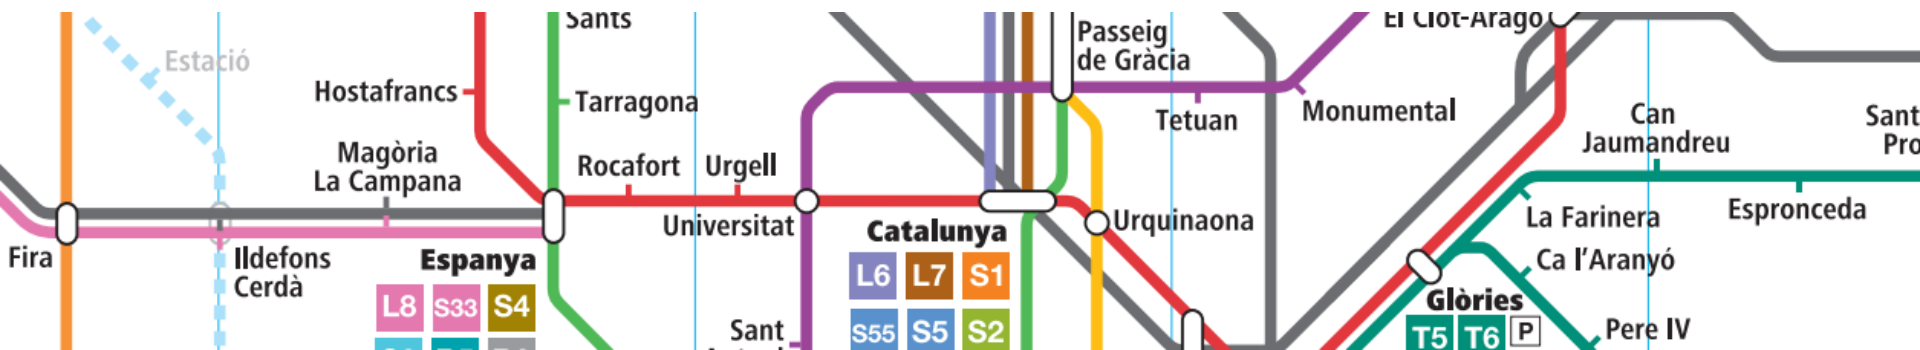 Sants
Estació
Hostafrancs
Tarragona
Magòria
La Campana
Rocafort
Urgell
Universitat
Fira
Ildefons
Cerdà
Espanya
L8 S33 S4
Catalunya
L6 L7 S1
S55 S5 S2
Sant
Passeig
de Gràcia
Tetuan
Monumental
Urquinaona
El Clot-Aragó
Can
Jaumandreu
Sant
Pro
La Farinera
Espronceda
Ca l'Aranyó
Glòries
T5 T6 P
Pere IV